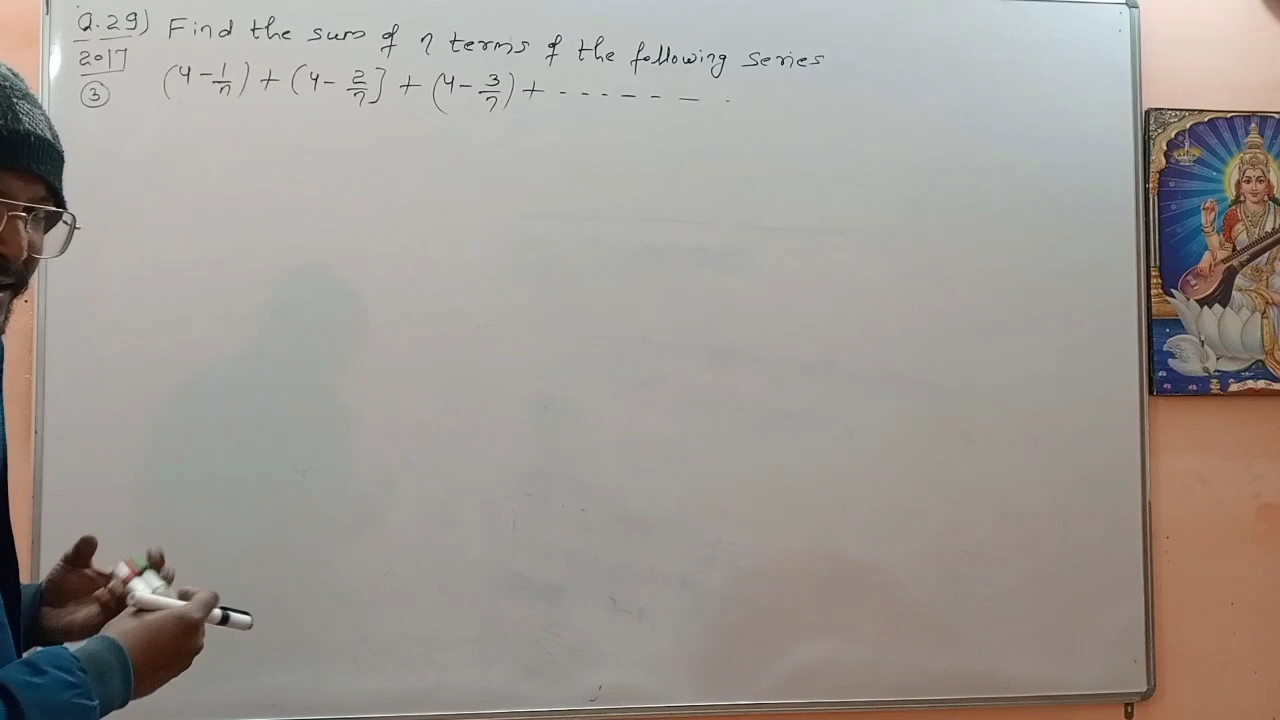 Q.29) Find the sum of n terms of the following series
2017
③ (4-1/n) + (4-2/n] + (4-3/n) + - - - - - - -